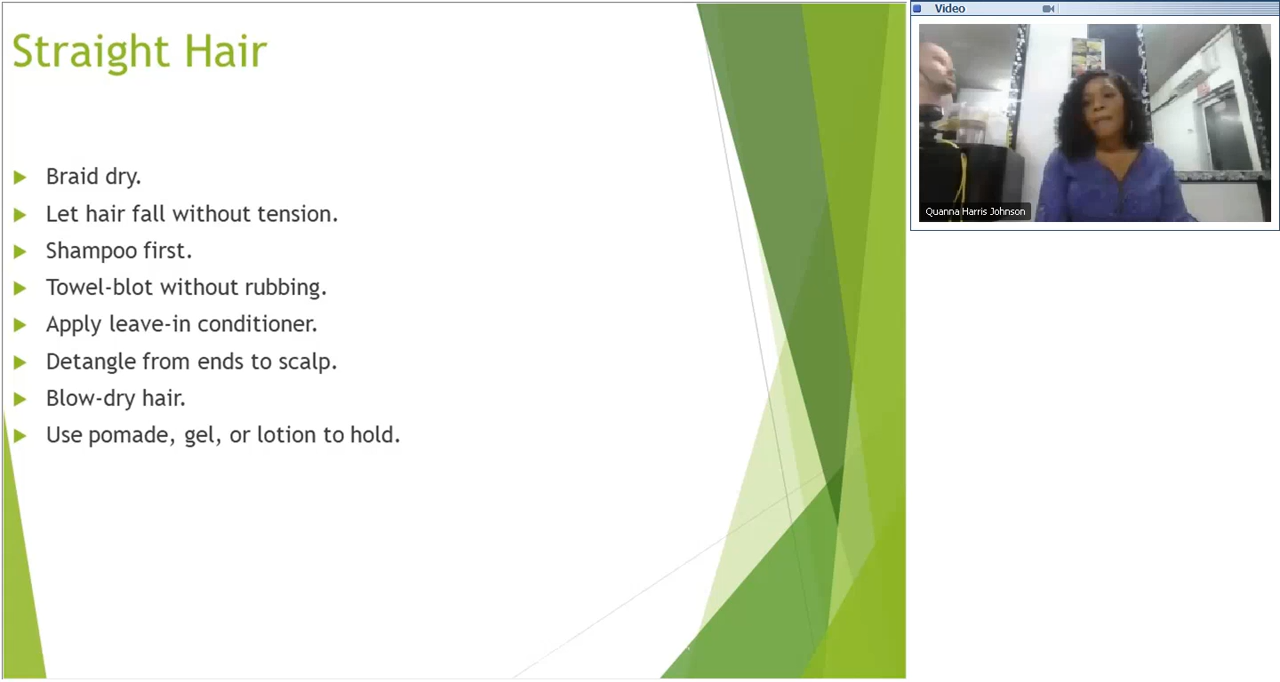 Straight Hair
Braid dry.
Let hair fall without tension.
Shampoo first.
Towel-blot without rubbing.
Apply leave-in conditioner.
Detangle from ends to scalp.
Blow-dry hair.
Use pomade, gel, or lotion to hold.
Video
Quanna Harris Johnson